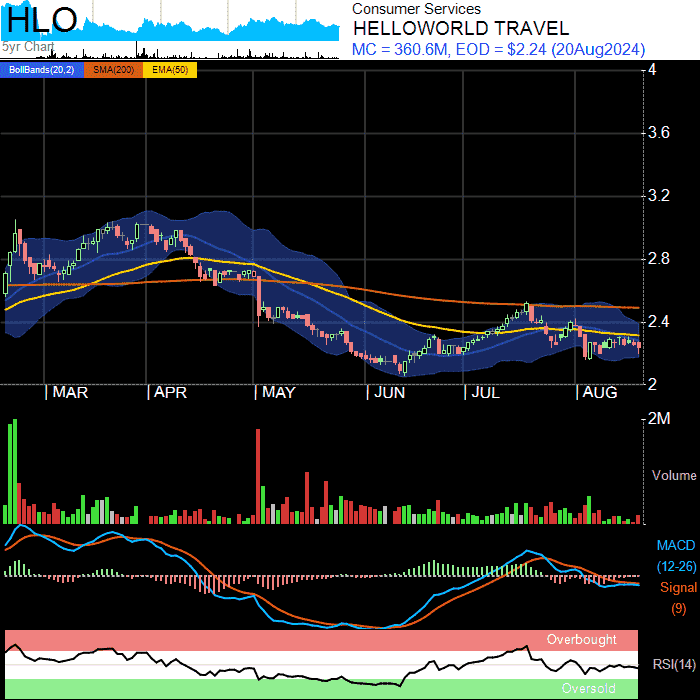 HLO
5yr Chart
Consumer Services
HELLOWORLD TRAVEL
MC = 360.6M, EOD = $2.24 (20Aug2024)
BollBands(20,2) SMA(200) EMA(50)
4
3.6
3.2
2.8
2.4
2
MAR APR MAY JUN JUL AUG
2M
Volume
MACD
(12-26)
Signal
(9)
Overbought
RSI(14)
Oversold